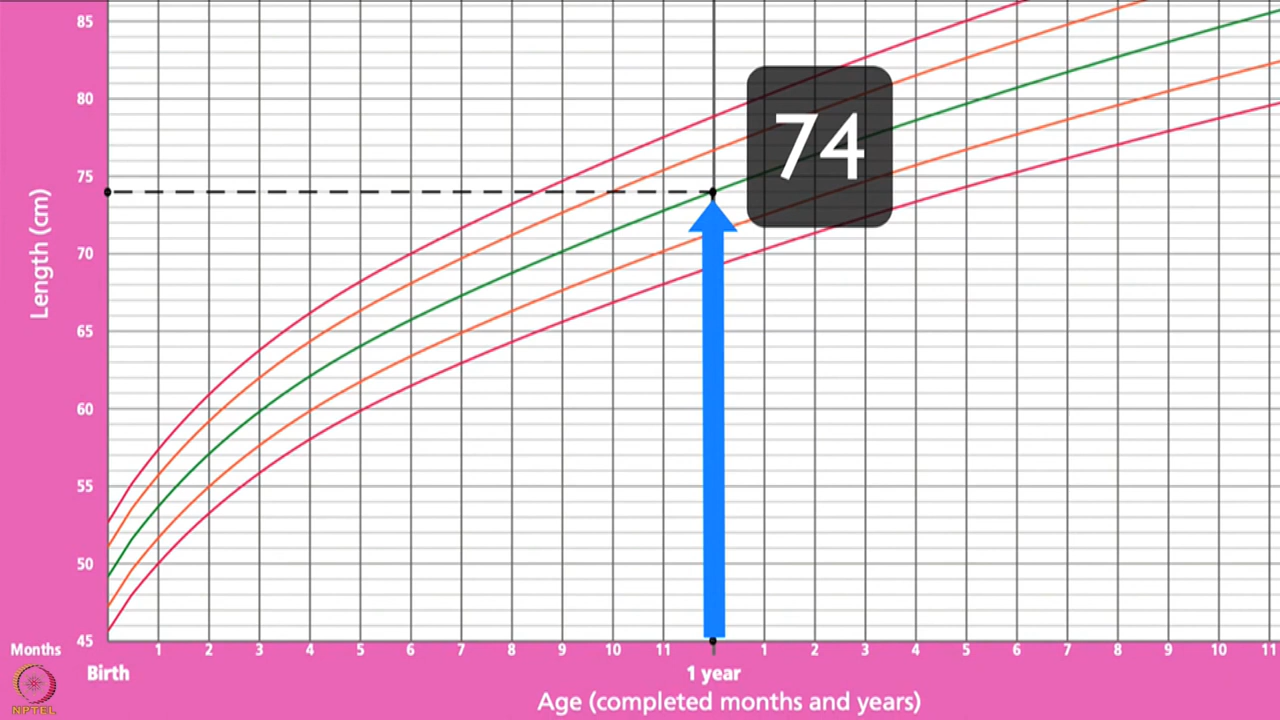 85
80
75
70
65
60
55
50
45
Length (cm)
74
Months
1 2 3 4 5 6 7 8 9 10 11 1 2 3 4 5 6 7 8 9 10 11
Birth
1 year
Age (completed months and years)
NPTEL